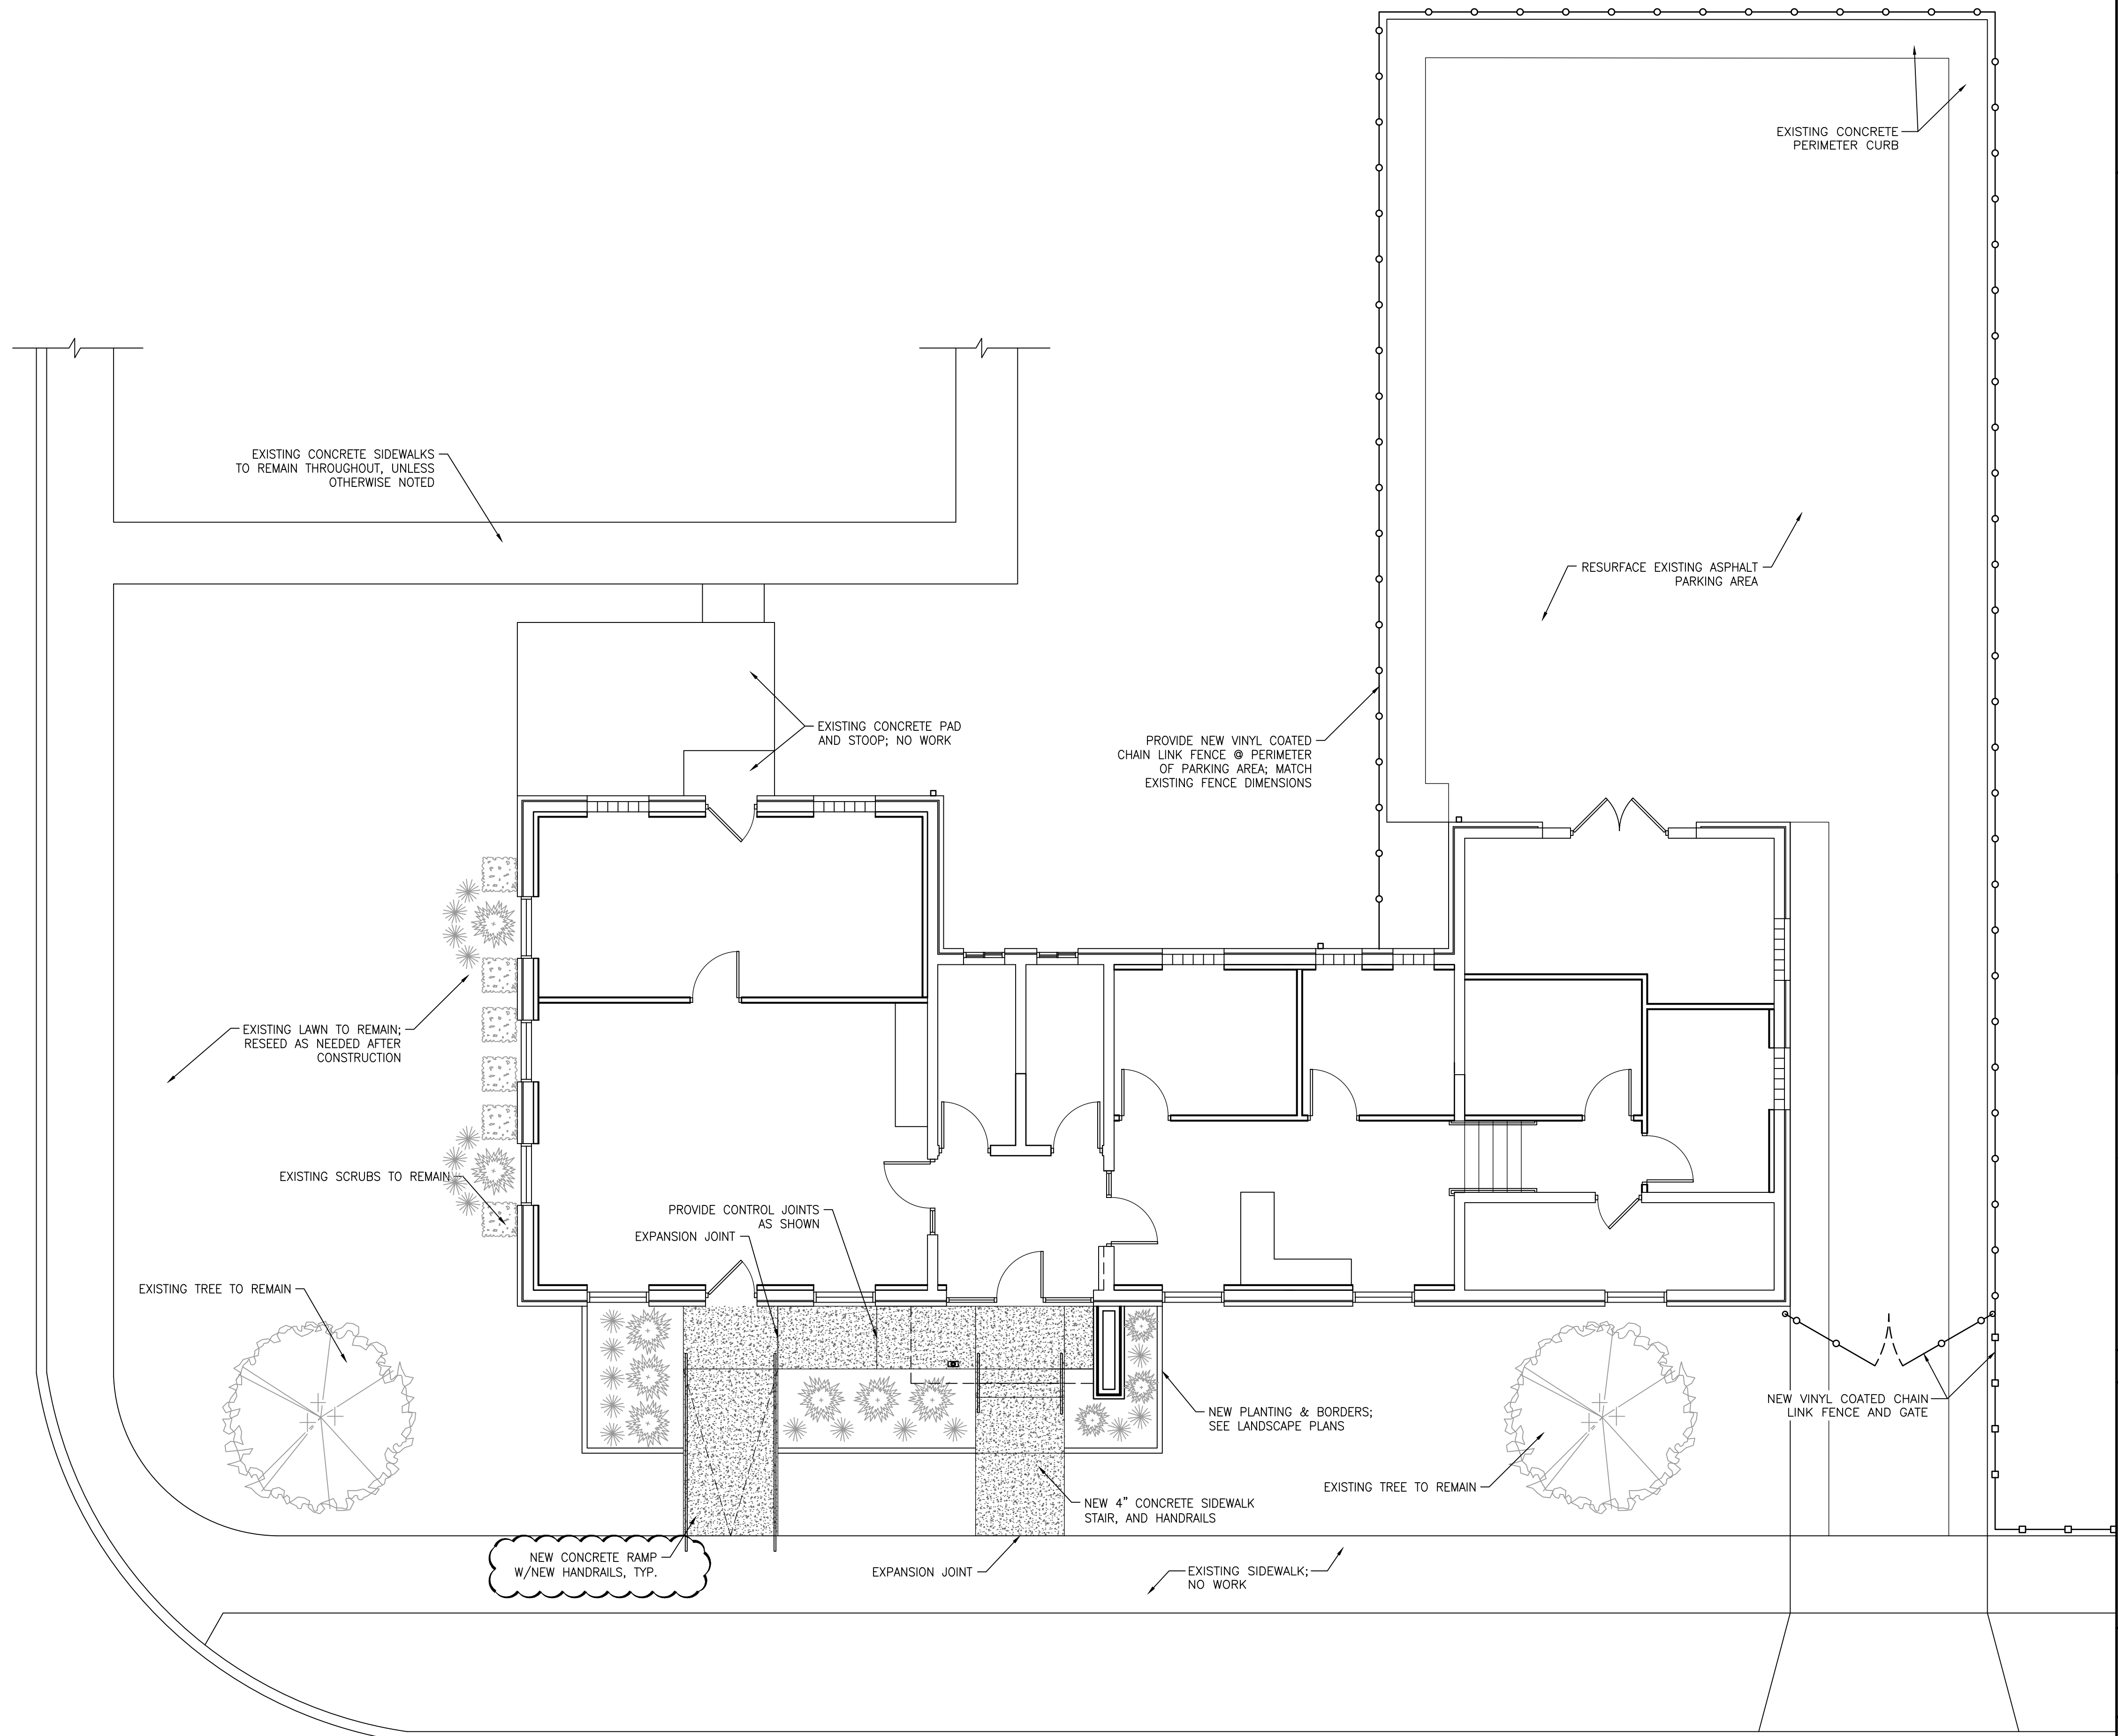 EXISTING CONCRETE
PERIMETER CURB
EXISTING CONCRETE SIDEWALKS
TO REMAIN THROUGHOUT, UNLESS
OTHERWISE NOTED
RESURFACE EXISTING ASPHALT
PARKING AREA
EXISTING CONCRETE PAD
AND STOOP; NO WORK
PROVIDE NEW VINYL COATED
CHAIN LINK FENCE @ PERIMETER
OF PARKING AREA; MATCH
EXISTING FENCE DIMENSIONS
EXISTING LAWN TO REMAIN;
RESEED AS NEEDED AFTER
CONSTRUCTION
EXISTING SCRUBS TO REMAIN
PROVIDE CONTROL JOINTS
AS SHOWN
EXPANSION JOINT
EXISTING TREE TO REMAIN
NEW PLANTING & BORDERS;
SEE LANDSCAPE PLANS
NEW VINYL COATED CHAIN
LINK FENCE AND GATE
EXISTING TREE TO REMAIN
NEW 4" CONCRETE SIDEWALK
STAIR, AND HANDRAILS
NEW CONCRETE RAMP
W/NEW HANDRAILS, TYP.
EXPANSION JOINT
EXISTING SIDEWALK;
NO WORK